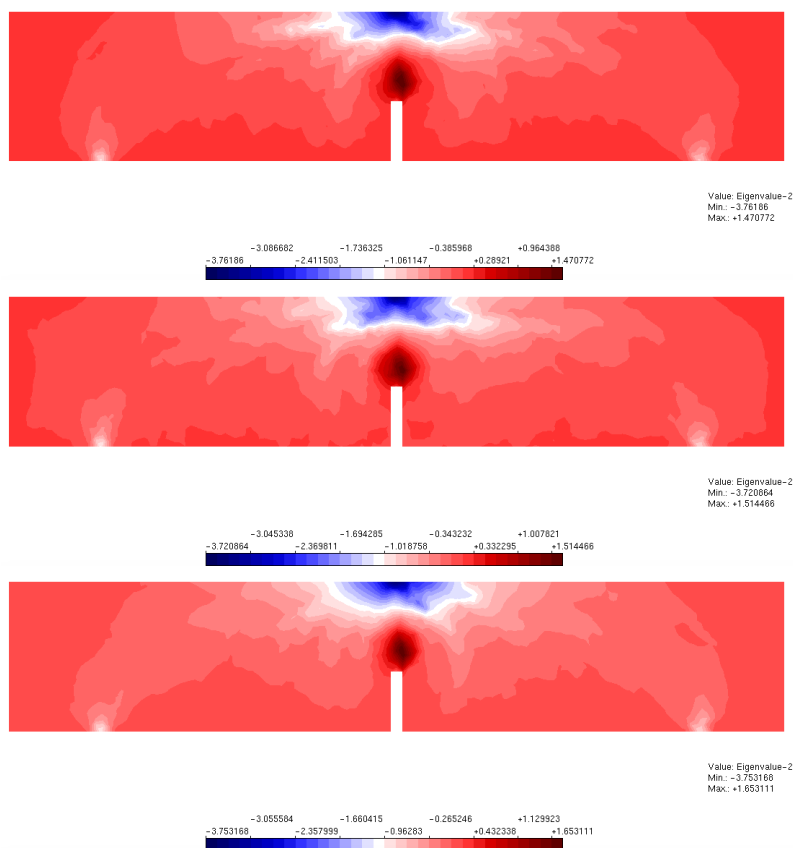 Value: Eigenvalue-2
Min.: -3.76186
Max.: +1.470772
-3.086682 -1.736325 -0.385968 +0.964388
-3.76186 -2.411503 -1.061147 +0.28921 +1.470772
Value: Eigenvalue-2
Min.: -3.720864
Max.: +1.514466
-3.045338 -1.694285 -0.343232 +1.007821
-3.720864 -2.369811 -1.018758 +0.332295 +1.514466
Value: Eigenvalue-2
Min.: -3.753168
Max.: +1.653111
-3.055584 -1.660415 -0.265246 +1.129923
-3.753168 -2.357999 -0.96283 +0.432338 +1.653111